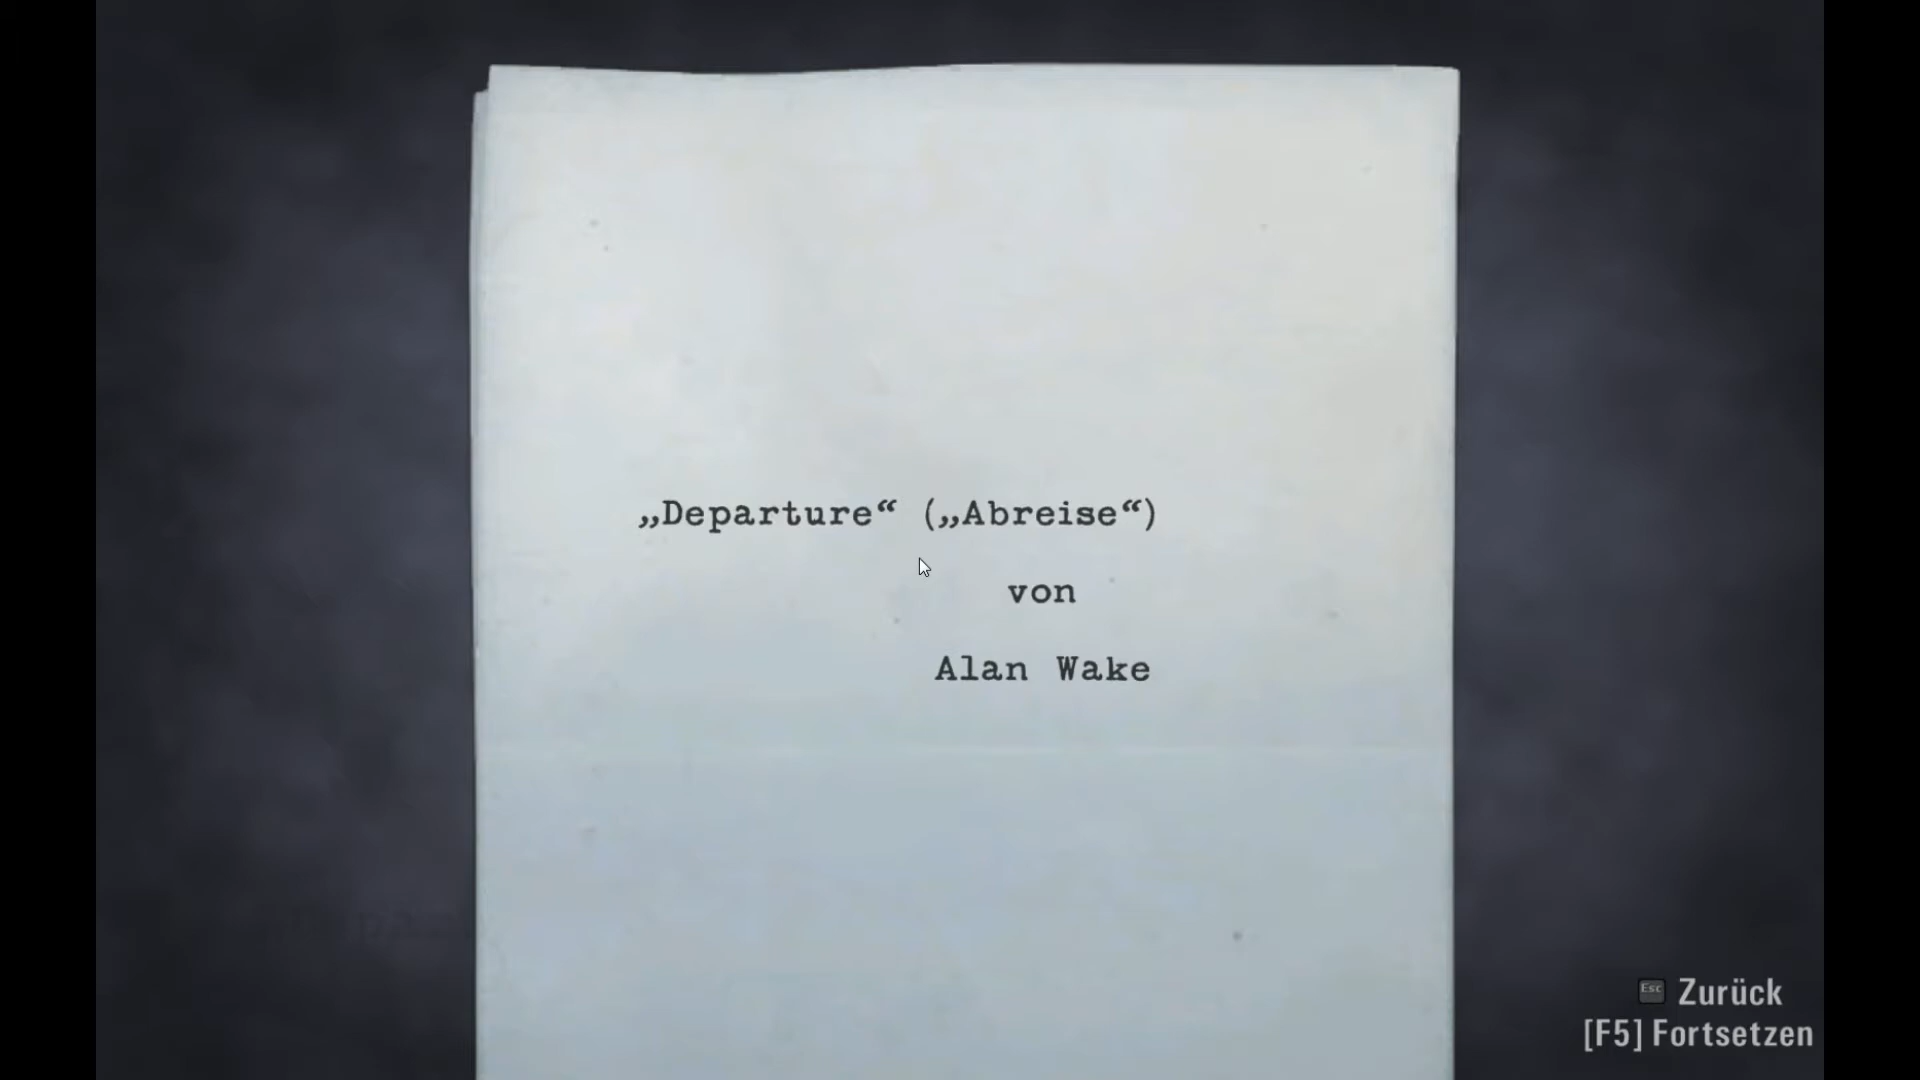 „Departure“ („Abreise“)
von
Alan Wake
Esc Zurück
[F5] Fortsetzen